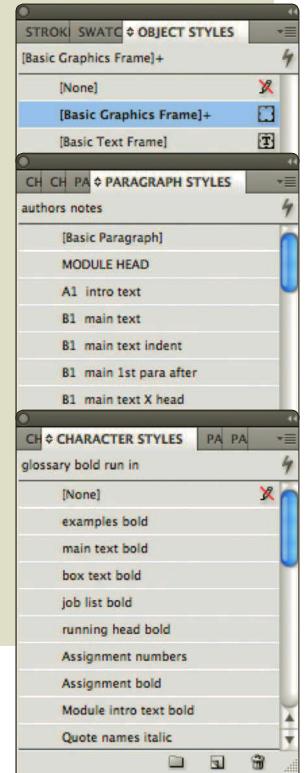 STROK SWATC OBJECT STYLES
[Basic Graphics Frame]+
[None]
[Basic Graphics Frame]+
[Basic Text Frame]
CH CH PA PARAGRAPH STYLES
authors notes
[Basic Paragraph]
MODULE HEAD
A1 intro text
B1 main text
B1 main text indent
B1 main 1st para after
B1 main text X head
CH CHARACTER STYLES PA PA
glossary bold run in
[None]
examples bold
main text bold
box text bold
job list bold
running head bold
Assignment numbers
Assignment bold
Module intro text bold
Quote names italic